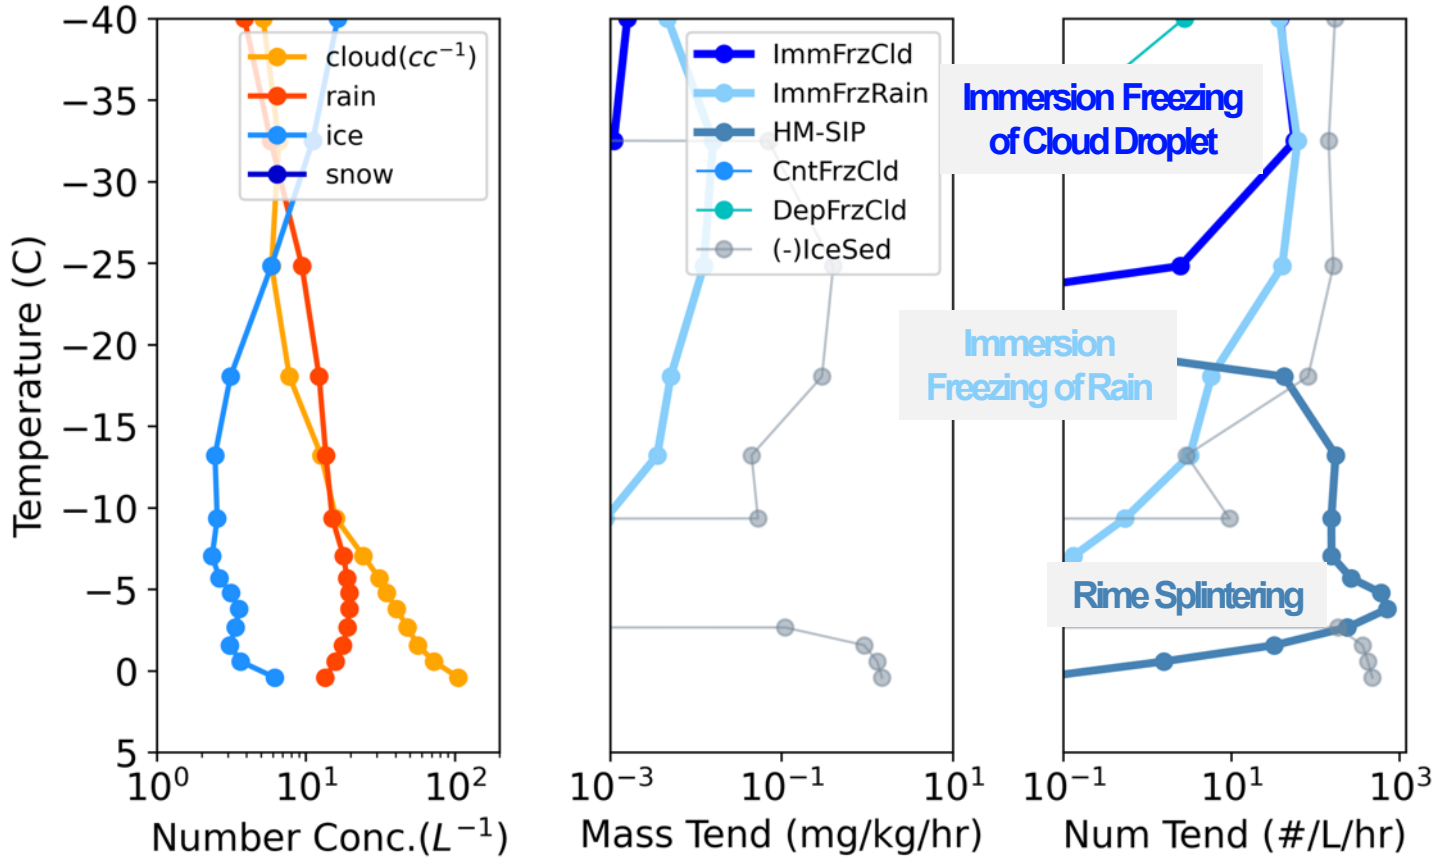 −40
−35
−30
−25
−20
−15
−10
−5
0
5
Temperature (C)
10⁰ 10¹ 10²
Number Conc.(L⁻¹)
cloud(cc⁻¹)
rain
ice
snow
ImmFrzCld
ImmFrzRain
HM-SIP
CntFrzCld
DepFrzCld
(-)IceSed
10⁻³ 10⁻¹ 10¹
Mass Tend (mg/kg/hr)
Immersion Freezing
of Cloud Droplet
Immersion
Freezing of Rain
Rime Splintering
10⁻¹ 10¹ 10³
Num Tend (#/L/hr)